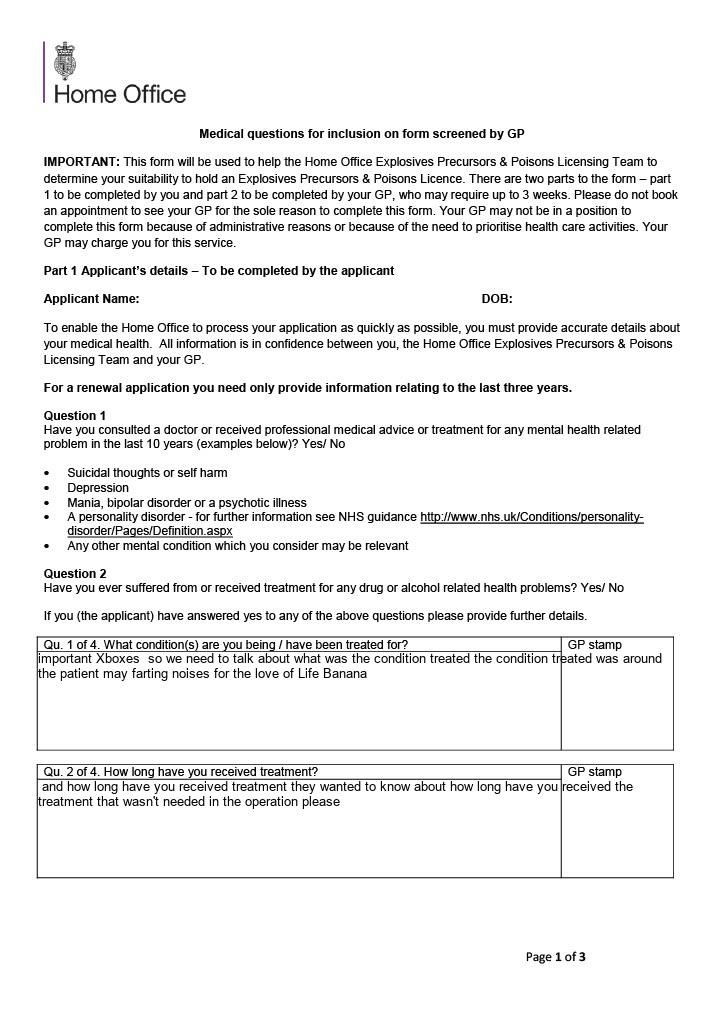 Home Office
Medical questions for inclusion on form screened by GP
IMPORTANT: This form will be used to help the Home Office Explosives Precursors & Poisons Licensing Team to
determine your suitability to hold an Explosives Precursors & Poisons Licence. There are two parts to the form – part
1 to be completed by you and part 2 to be completed by your GP, who may require up to 3 weeks. Please do not book
an appointment to see your GP for the sole reason to complete this form. Your GP may not be in a position to
complete this form because of administrative reasons or because of the need to prioritise health care activities. Your
GP may charge you for this service.
Part 1 Applicant's details – To be completed by the applicant
Applicant Name: DOB:
To enable the Home Office to process your application as quickly as possible, you must provide accurate details about
your medical health.  All information is in confidence between you, the Home Office Explosives Precursors & Poisons
Licensing Team and your GP.
For a renewal application you need only provide information relating to the last three years.
Question 1
Have you consulted a doctor or received professional medical advice or treatment for any mental health related
problem in the last 10 years (examples below)? Yes/ No
• Suicidal thoughts or self harm
• Depression
• Mania, bipolar disorder or a psychotic illness
• A personality disorder - for further information see NHS guidance http://www.nhs.uk/Conditions/personality-
disorder/Pages/Definition.aspx
• Any other mental condition which you consider may be relevant
Question 2
Have you ever suffered from or received treatment for any drug or alcohol related health problems? Yes/ No
If you (the applicant) have answered yes to any of the above questions please provide further details.
Qu. 1 of 4. What condition(s) are you being / have been treated for? GP stamp
important Xboxes  so we need to talk about what was the condition treated the condition treated was around
the patient may farting noises for the love of Life Banana
Qu. 2 of 4. How long have you received treatment? GP stamp
and how long have you received treatment they wanted to know about how long have you received the
treatment that wasn't needed in the operation please
Page 1 of 3